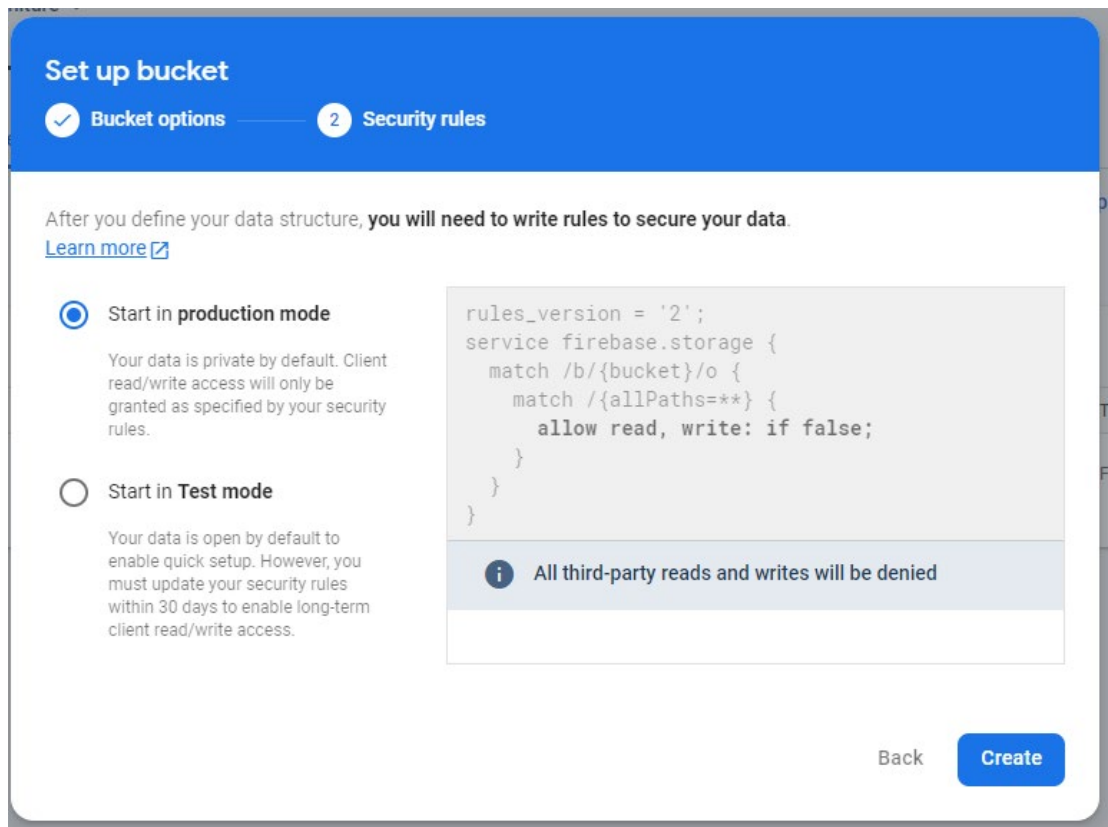 Set up bucket
Bucket options
2 Security rules
After you define your data structure, you will need to write rules to secure your data.
Learn more
Start in production mode
Your data is private by default. Client
read/write access will only be
granted as specified by your security
rules.
Start in Test mode
Your data is open by default to
enable quick setup. However, you
must update your security rules
within 30 days to enable long-term
client read/write access.
rules_version = '2';
service firebase.storage {
match /b/{bucket}/o {
match /{allPaths=**} {
allow read, write: if false;
}
}
}
All third-party reads and writes will be denied
Back
Create